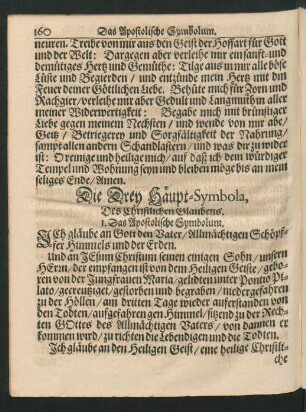 160 Das Apostolische Symbolum.
neuren. Treibe von mir aus den Geist der Hoffart für Gott
und der Welt: Dargegen aber verleihe mir ein sanfft- und
demüttiges Hertz und Gemüthe: Tilge aus in mir alle böse
Lüste und Begierden / und entzünde mein Hertz mit dem
Feuer deiner Göttlichen Liebe. Behüte mich für Zorn und
Rachgier / verleihe mir aber Gedult und Langmuth in aller
meiner Widerwertigkeit: Begabe mich mit brünstiger
Liebe gegen meinem Nechsten / und wende von mir abe /
Geitz / Betriegerey und Sorgfältigkeit der Nahrung /
sampt allen andern Schandlastern / und was dir zu wider
ist: O reinige und heilige mich / auf daß ich dein würdiger
Tempel und Wohnung seyn und bleiben möge bis an mein
seliges Ende / Amen.
Die Drey Häupt-Symbola,
Des Christlichen Glaubens.
1. Das Apostolische Symbolum.
ICh gläube an Gott den Vater / Allmächtigen Schöpf-
fer Himmels und der Erden.
Und an JEsum Christum seinen einigen Sohn / unsern
HErrn / der empfangen ist von dem Heiligen Geiste / gebo-
ren von der Jungfrauen Maria / gelidten unter Pontio Pi-
lato / gecreutziget / gestorben und begraben / niedergefahren
zu der Höllen / am dritten Tage wieder auferstanden von
den Todten / aufgefahren gen Himmel / sitzend zu der Rech-
ten GOttes des Allmächtigen Vaters / von dannen er
kommen wird / zu richten die Lebendigen und die Todten.
Ich gläube an den Heiligen Geist / eine heilige Christli-
che